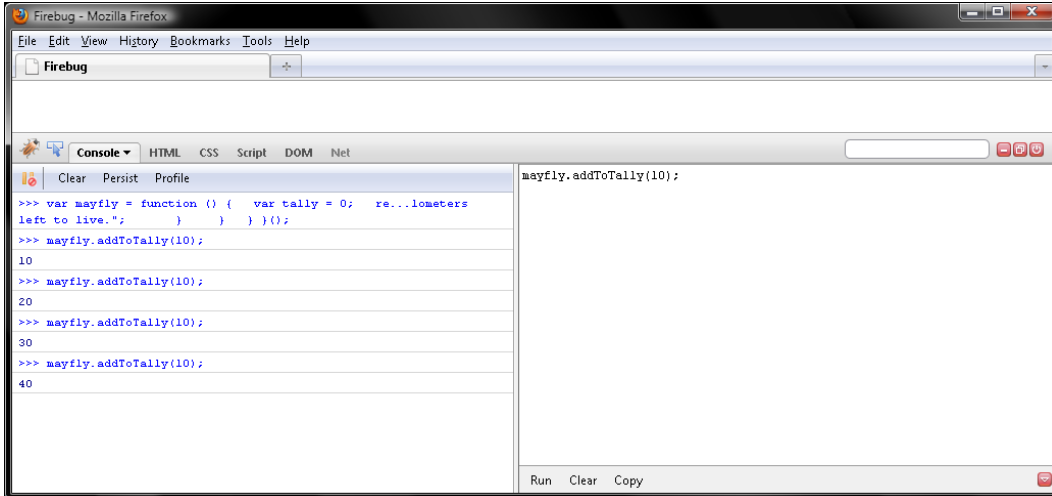 Firebug - Mozilla Firefox
File Edit View History Bookmarks Tools Help
Firebug
Console HTML CSS Script DOM Net
Clear Persist Profile
>>> var mayfly = function () {   var tally = 0;   re...lometers
left to live.";       }     }   } }();
>>> mayfly.addToTally(10);
10
>>> mayfly.addToTally(10);
20
>>> mayfly.addToTally(10);
30
>>> mayfly.addToTally(10);
40
mayfly.addToTally(10);
Run Clear Copy